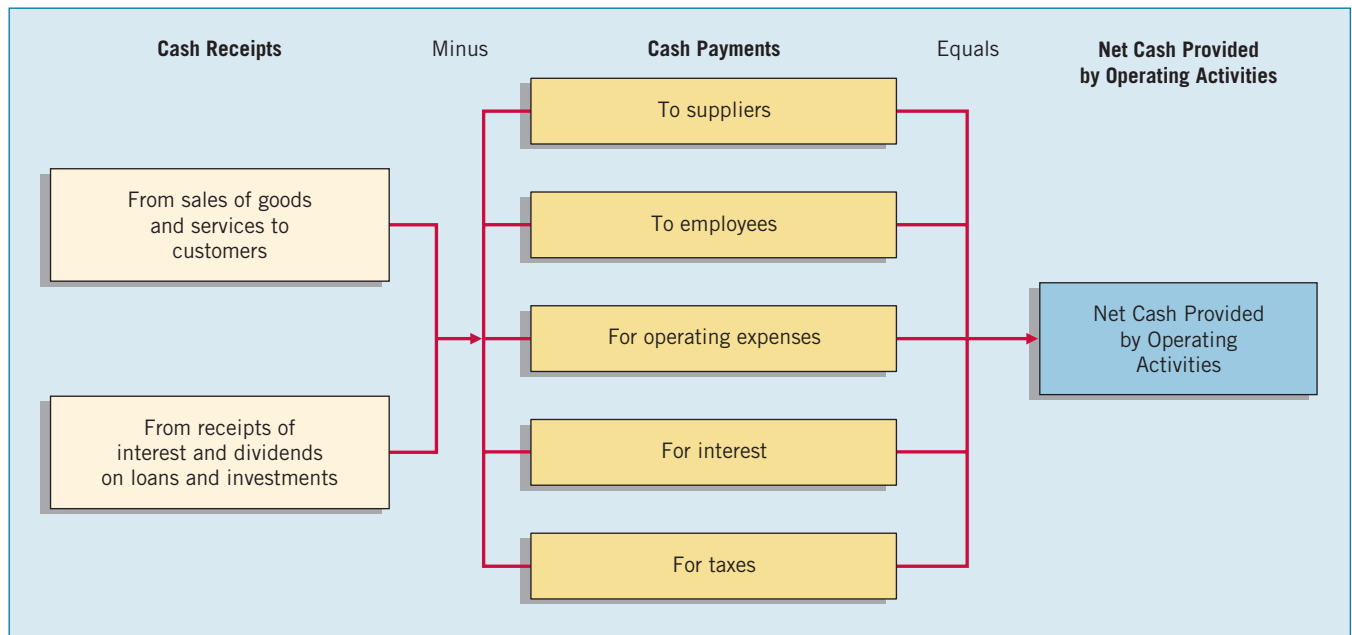 Cash Receipts
Minus
Cash Payments
Equals
Net Cash Provided
by Operating Activities
From sales of goods
and services to
customers
From receipts of
interest and dividends
on loans and investments
To suppliers
To employees
For operating expenses
For interest
For taxes
Net Cash Provided
by Operating
Activities